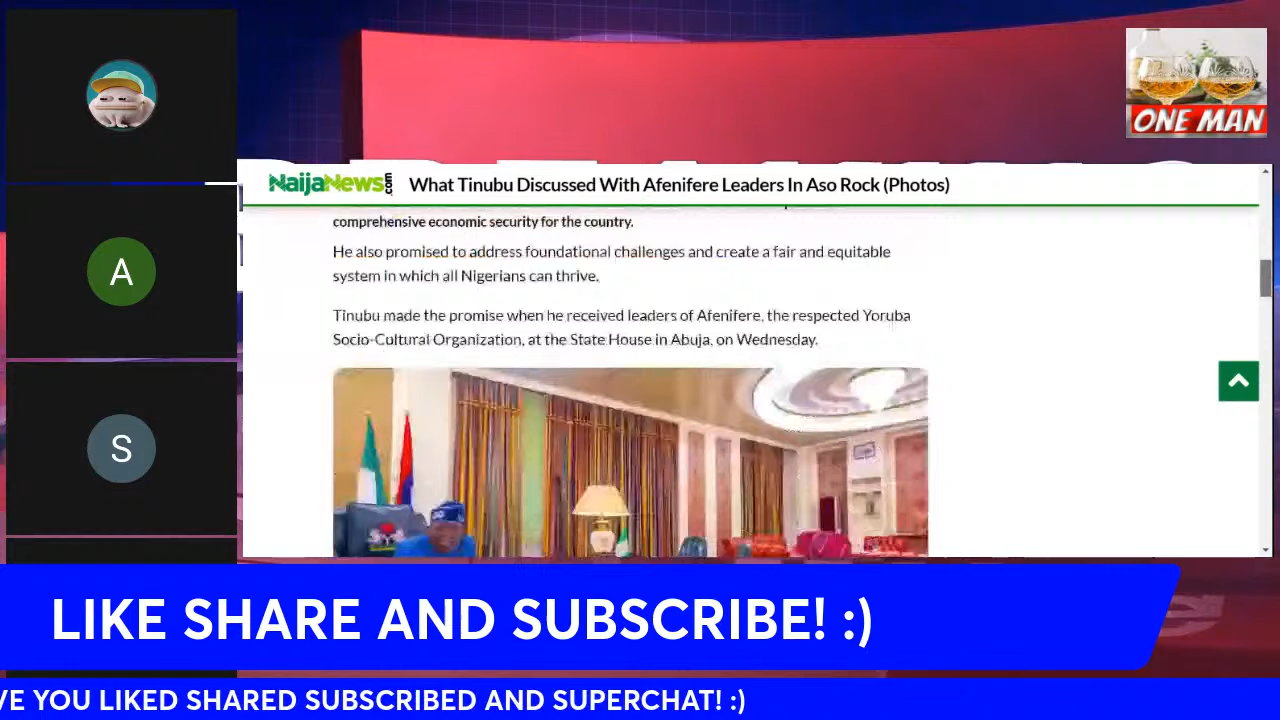 ONE MAN
NaijaNews.com
What Tinubu Discussed With Afenifere Leaders In Aso Rock (Photos)
comprehensive economic security for the country.
He also promised to address foundational challenges and create a fair and equitable
system in which all Nigerians can thrive.
Tinubu made the promise when he received leaders of Afenifere, the respected Yoruba
Socio-Cultural Organization, at the State House in Abuja, on Wednesday.
A
S
LIKE SHARE AND SUBSCRIBE! :)
VE YOU LIKED SHARED SUBSCRIBED AND SUPERCHAT! :)